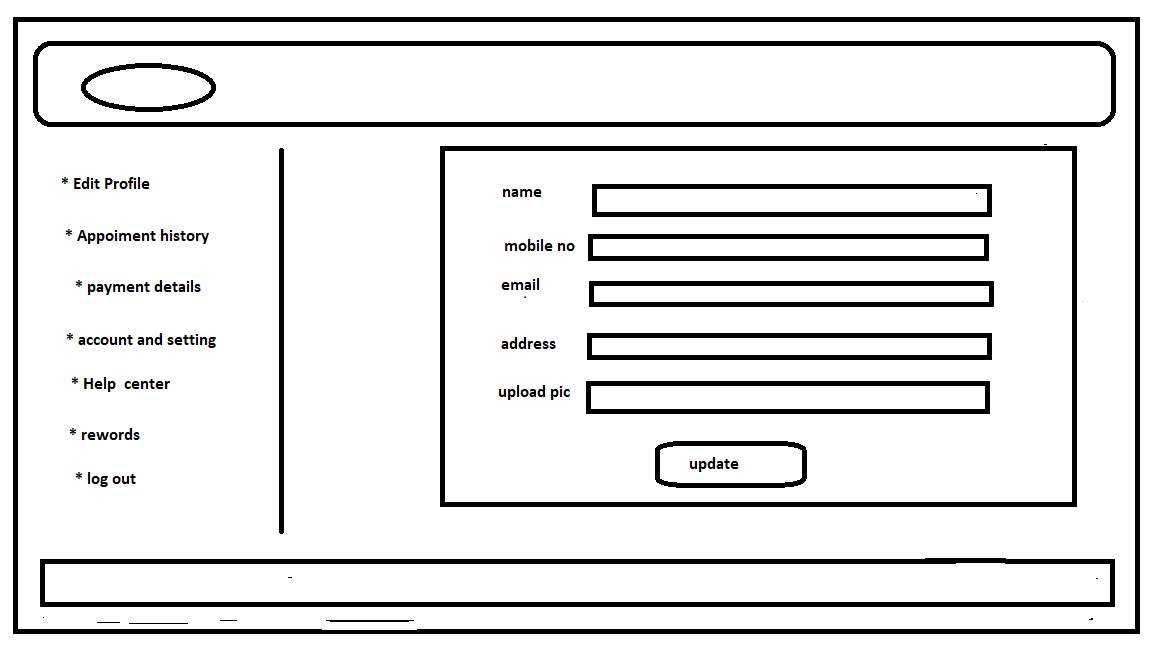 * Edit Profile
* Appoiment history
* payment details
* account and setting
* Help  center
* rewords
* log out
name
mobile no
email
address
upload pic
update